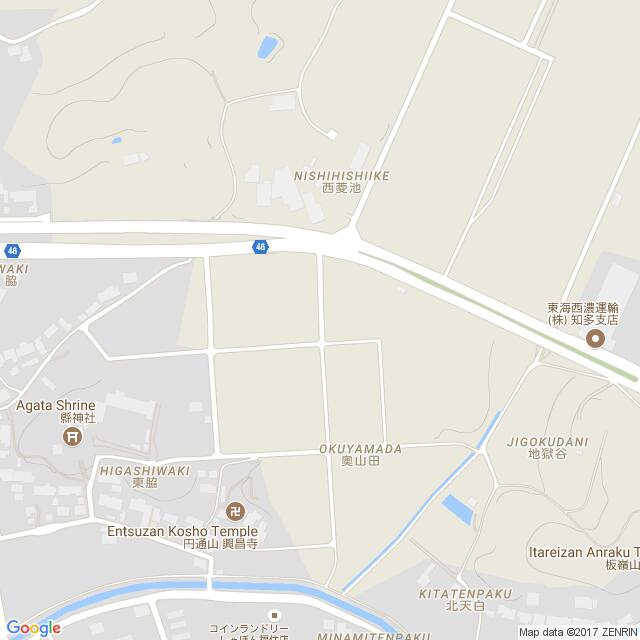 NISHIHISHIIKE
西菱池
46
46
WAKI
脇
東海西濃運輸
(株) 知多支店
Agata Shrine
縣神社
OKUYAMADA
奥山田
JIGOKUDANI
地獄谷
HIGASHIWAKI
東脇
Entsuzan Kosho Temple
円通山 興昌寺
Itareizan Anraku T
板嶺山
KITATENPAKU
北天白
コインランドリー
MINAMITENPAKU
Google
Map data ©2017 ZENRIN